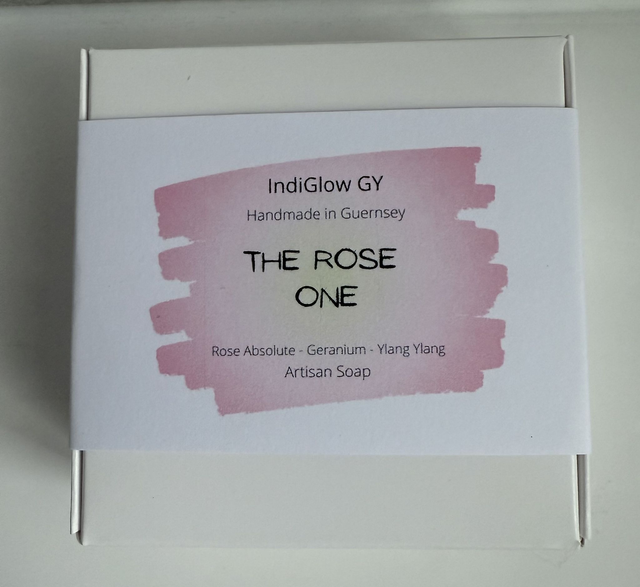 IndiGlow GY
Handmade in Guernsey
THE ROSE
ONE
Rose Absolute - Geranium - Ylang Ylang
Artisan Soap